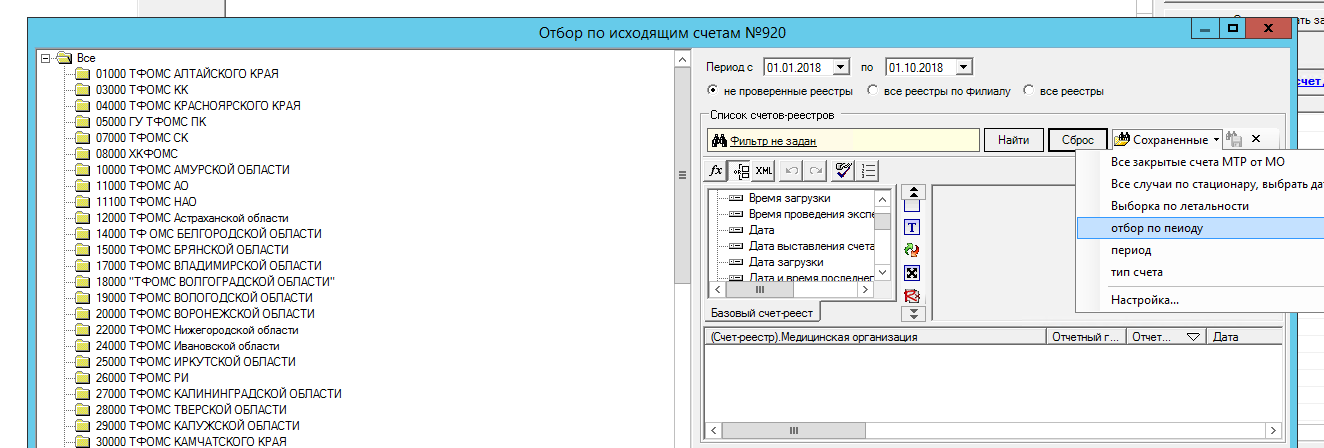 Отбор по исходящим счетам №920
Все
01000 ТФОМС АЛТАЙСКОГО КРАЯ
03000 ТФОМС КК
04000 ТФОМС КРАСНОЯРСКОГО КРАЯ
05000 ГУ ТФОМС ПК
07000 ТФОМС СК
08000 ХКФОМС
10000 ТФОМС АМУРСКОЙ ОБЛАСТИ
11000 ТФОМС АО
11100 ТФОМС НАО
12000 ТФОМС Астраханской области
14000 ТФ ОМС БЕЛГОРОДСКОЙ ОБЛАСТИ
15000 ТФОМС БРЯНСКОЙ ОБЛАСТИ
17000 ТФОМС ВЛАДИМИРСКОЙ ОБЛАСТИ
18000 "ТФОМС ВОЛГОГРАДСКОЙ ОБЛАСТИ"
19000 ТФОМС ВОЛОГОДСКОЙ ОБЛАСТИ
20000 ТФОМС ВОРОНЕЖСКОЙ ОБЛАСТИ
22000 ТФОМС Нижегородской области
24000 ТФОМС Ивановской области
25000 ТФОМС ИРКУТСКОЙ ОБЛАСТИ
26000 ТФОМС РИ
27000 ТФОМС КАЛИНИНГРАДСКОЙ ОБЛАСТИ
28000 ТФОМС ТВЕРСКОЙ ОБЛАСТИ
29000 ТФОМС КАЛУЖСКОЙ ОБЛАСТИ
30000 ТФОМС КАМЧАТСКОГО КРАЯ
Период с 01.01.2018 по 01.10.2018
не проверенные реестры все реестры по филиалу все реестры
Список счетов-реестров
Фильтр не задан Найти Сброс Сохраненные
fx XML
Время загрузки
Время проведения экспе
Дата
Дата выставления счета
Дата загрузки
Дата и время последнег
Базовый счет-реест
Все закрытые счета МТР от МО
Все случаи по стационару, выбрать да
Выборка по летальности
отбор по пеиоду
период
тип счета
Настройка...
(Счет-реестр).Медицинская организация Отчетный г... Отчет... Дата
счет,